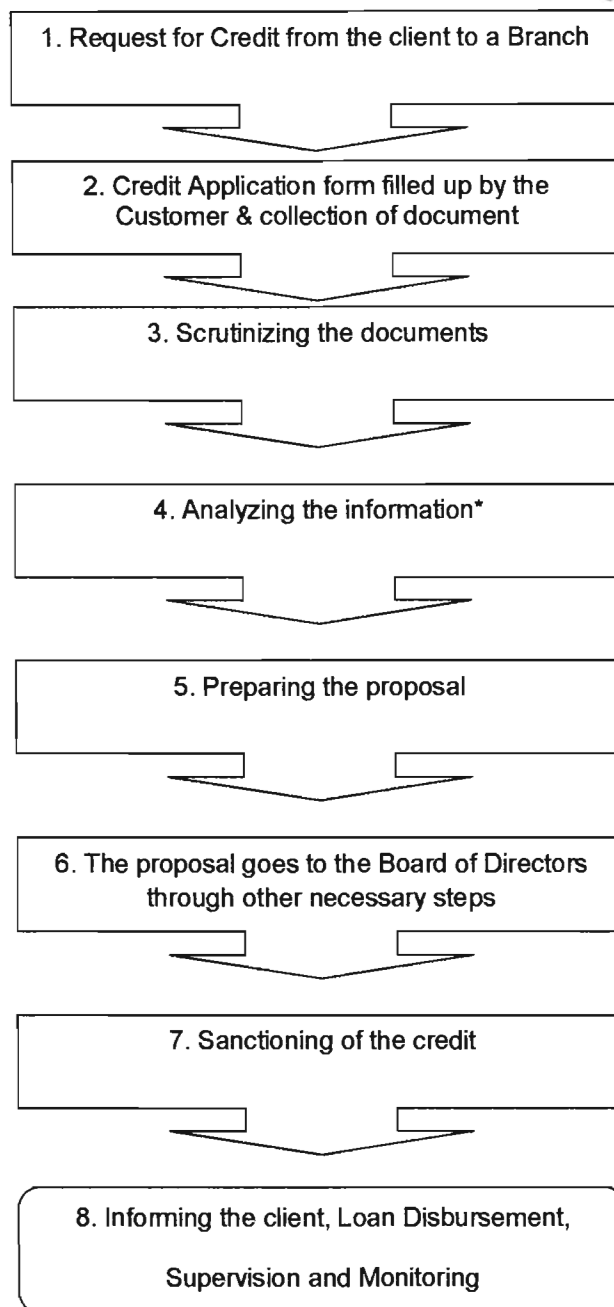 1. Request for Credit from the client to a Branch
2. Credit Application form filled up by the
Customer & collection of document
3. Scrutinizing the documents
4. Analyzing the information*
5. Preparing the proposal
6. The proposal goes to the Board of Directors
through other necessary steps
7. Sanctioning of the credit
8. Informing the client, Loan Disbursement,
Supervision and Monitoring